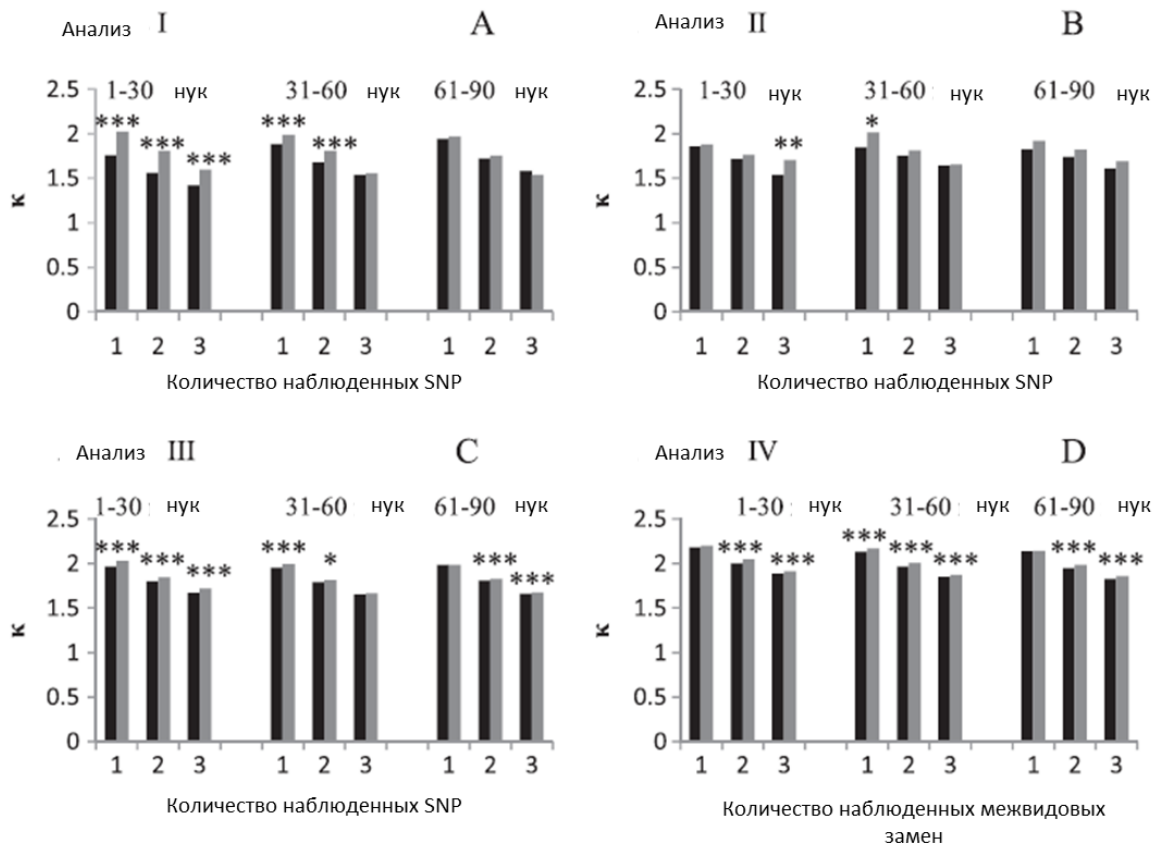 Анализ I A
1-30 нук 31-60 нук 61-90 нук
*** *** *** *** ***
2.5
2
1.5
1
0.5
0
κ
1 2 3 1 2 3 1 2 3
Количество наблюденных SNP
Анализ II B
1-30 нук 31-60 нук 61-90 нук
** *
2.5
2
1.5
1
0.5
0
κ
1 2 3 1 2 3 1 2 3
Количество наблюденных SNP
Анализ III C
1-30 нук 31-60 нук 61-90 нук
*** *** *** *** * *** ***
2.5
2
1.5
1
0.5
0
κ
1 2 3 1 2 3 1 2 3
Количество наблюденных SNP
Анализ IV D
1-30 нук 31-60 нук 61-90 нук
*** *** *** *** *** *** ***
2.5
2
1.5
1
0.5
0
κ
1 2 3 1 2 3 1 2 3
Количество наблюденных межвидовых
замен